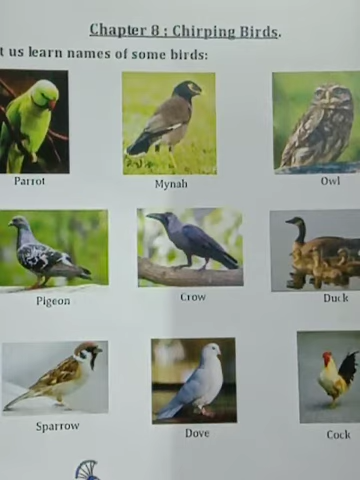 Chapter 8 : Chirping Birds.
t us learn names of some birds:
Parrot Mynah Owl
Pigeon Crow Duck
Sparrow Dove Cock